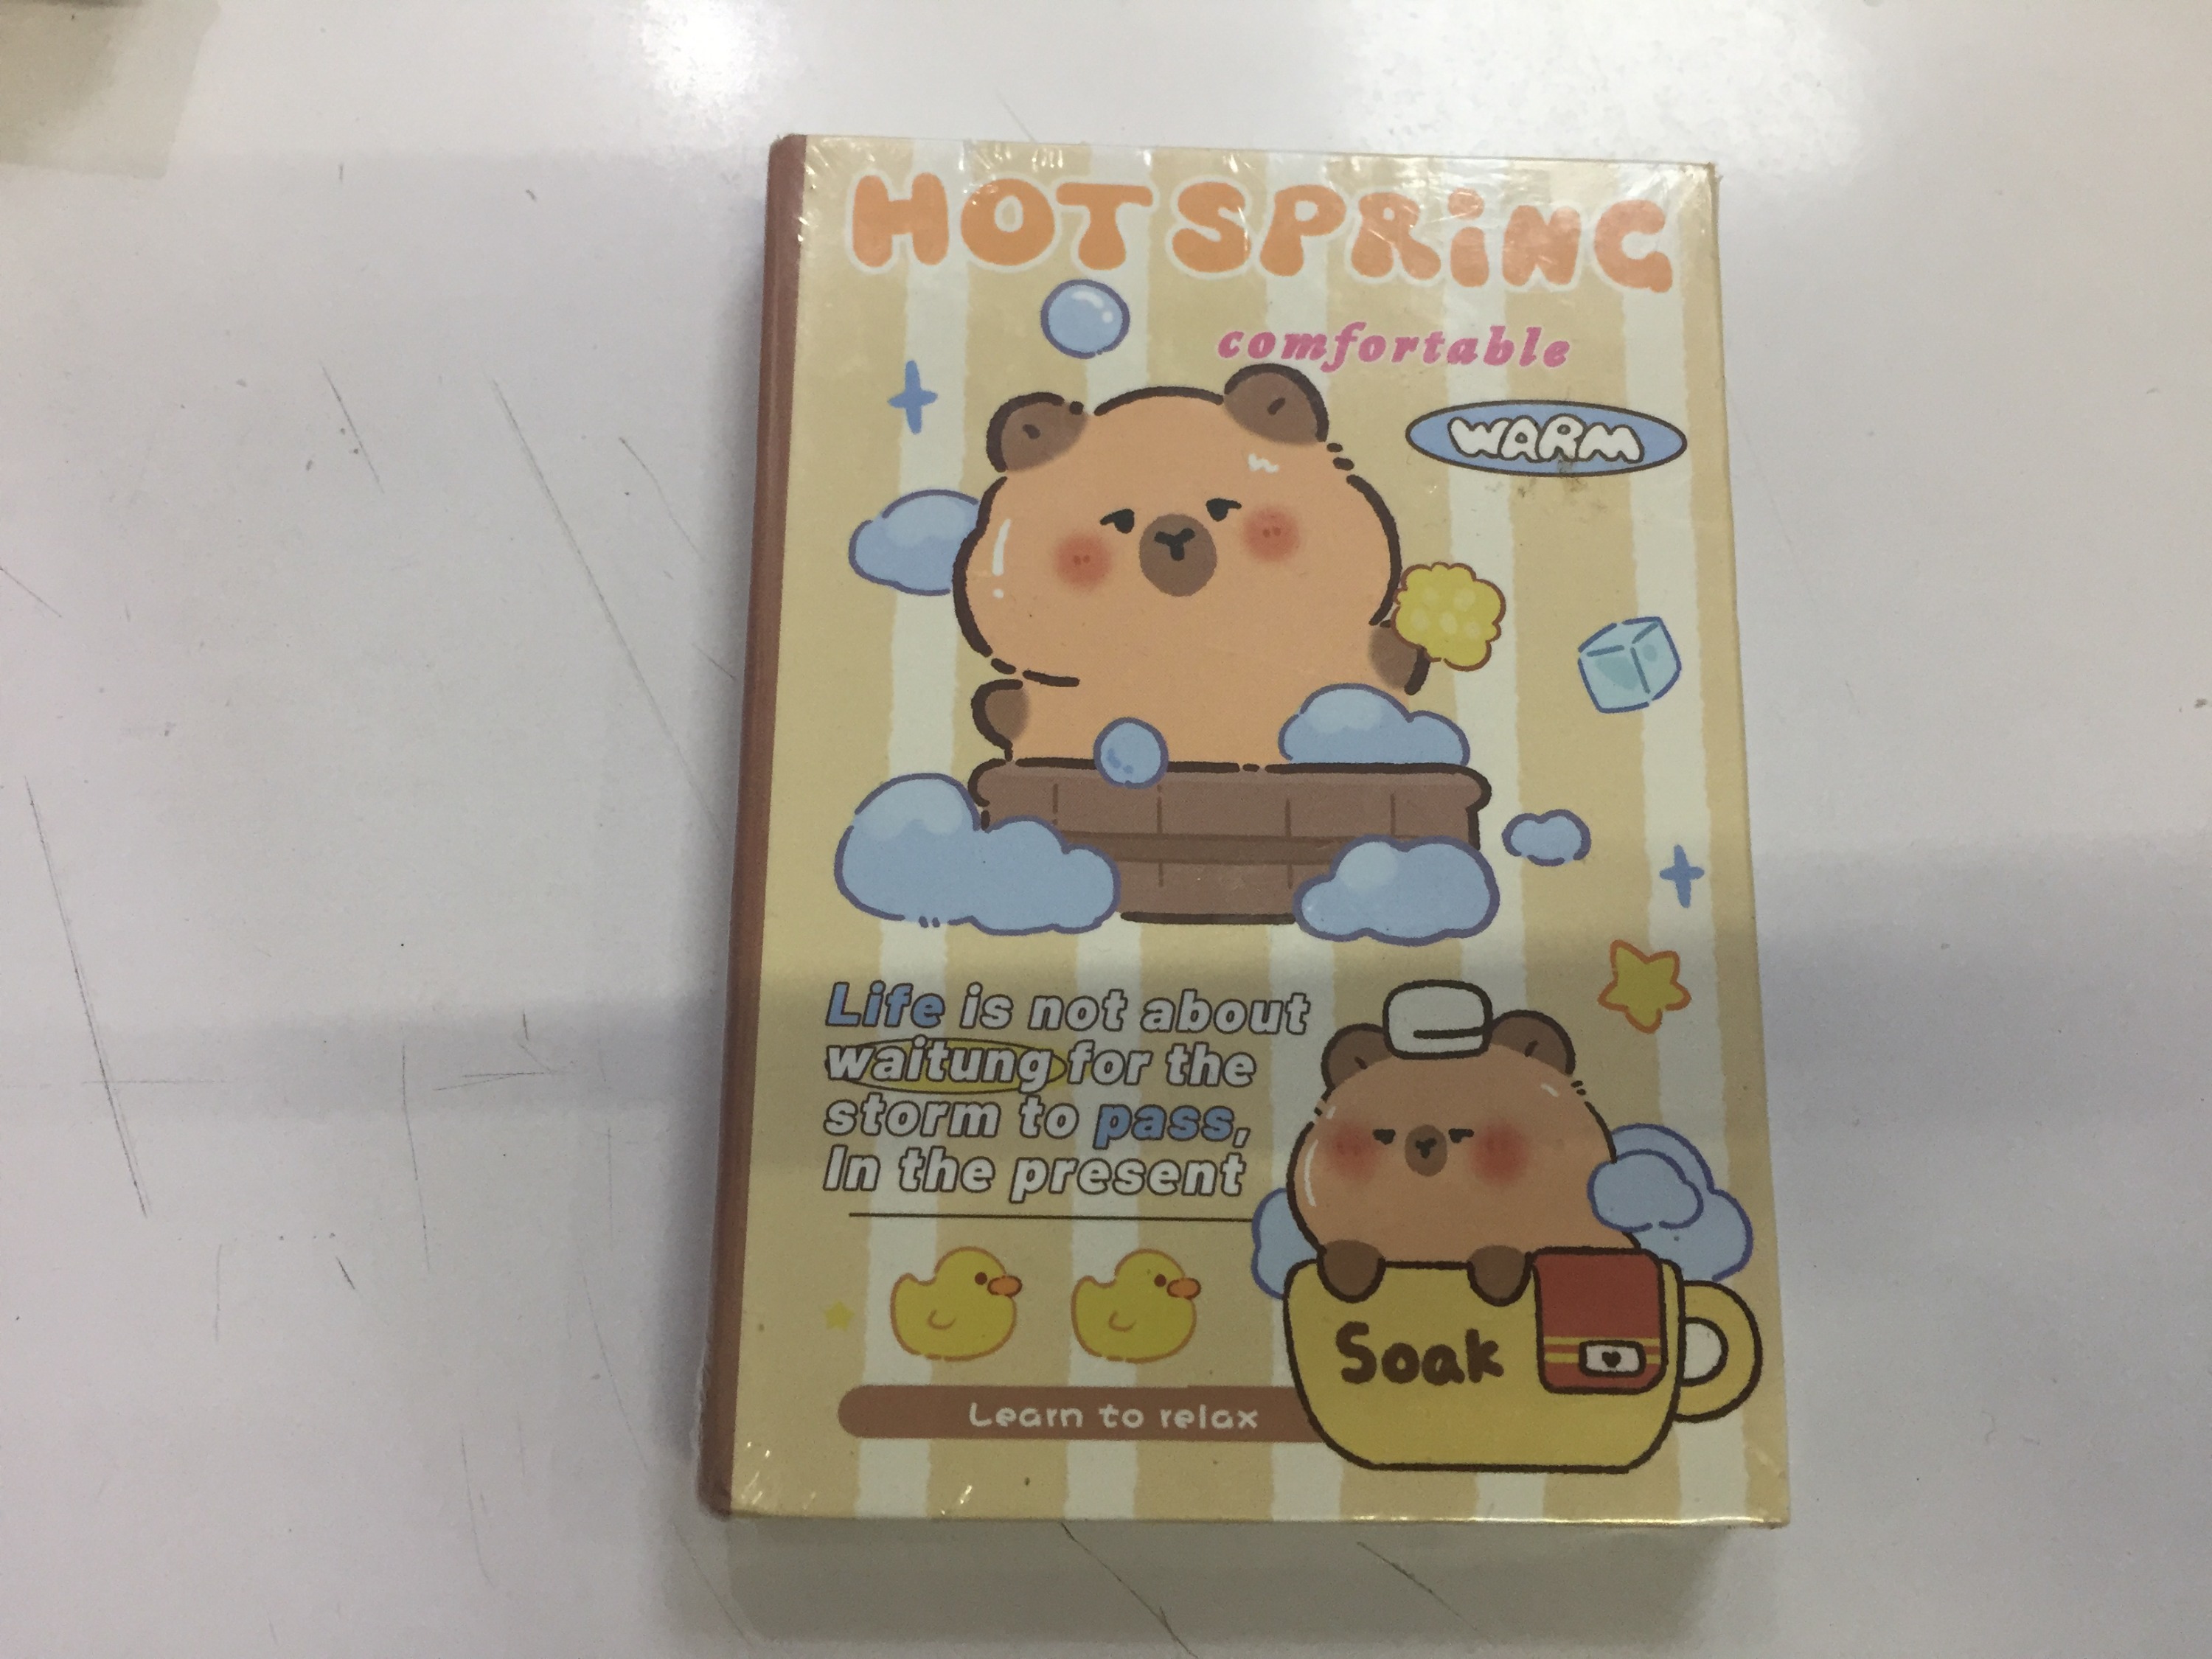 HOT SPRiNG
comfortable
WARM
Life is not about
waitung for the
storm to pass,
In the present
Soak
Learn to relax